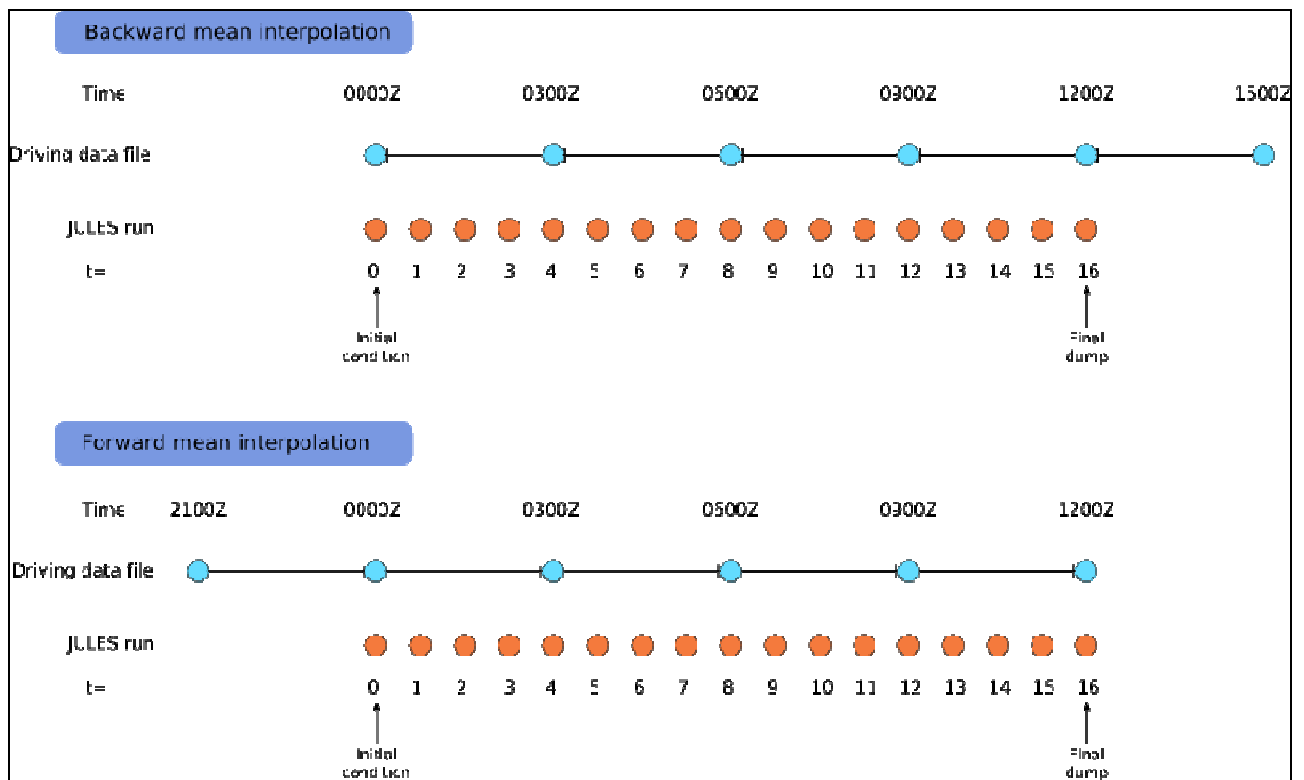 Backward mean interpolation
Time 0000Z 0300Z 0600Z 0900Z 1200Z 1500Z
Driving data file
JULES run
t= 0 1 2 3 4 5 6 7 8 9 10 11 12 13 14 15 16
Initial Final
condition dump
Forward mean interpolation
Time 2100Z 0000Z 0300Z 0600Z 0900Z 1200Z
Driving data file
JULES run
t= 0 1 2 3 4 5 6 7 8 9 10 11 12 13 14 15 16
Initial Final
condition dump